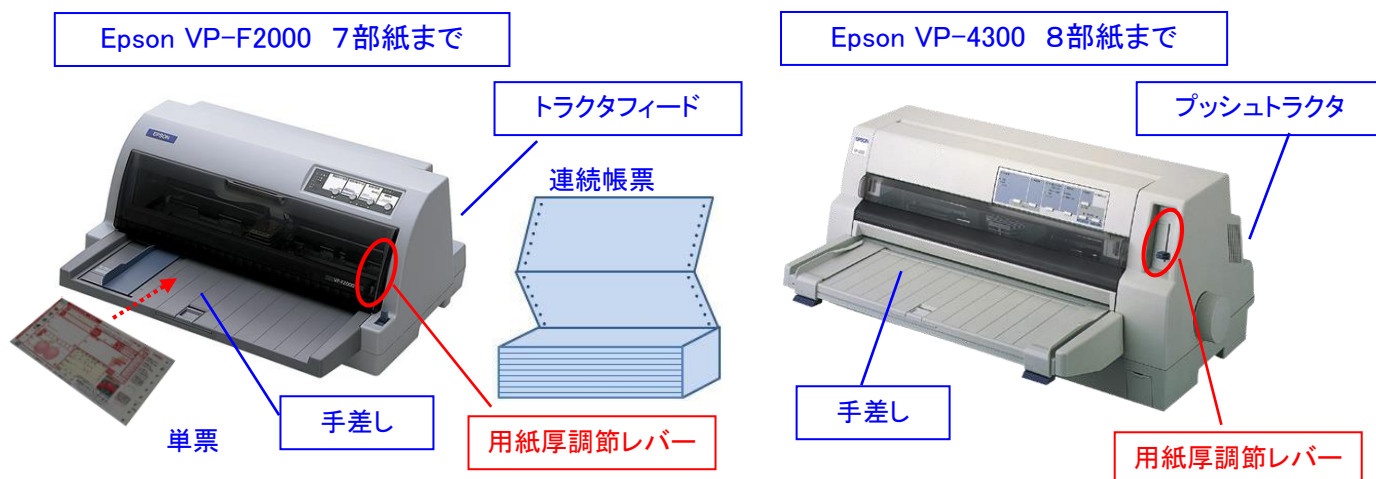 Epson VP-F2000 7部紙まで
Epson VP-4300 8部紙まで
トラクタフィード
プッシュトラクタ
連続帳票
EPSON
VP-F2000
EPSON
手差し
単票
用紙厚調節レバー
手差し
用紙厚調節レバー